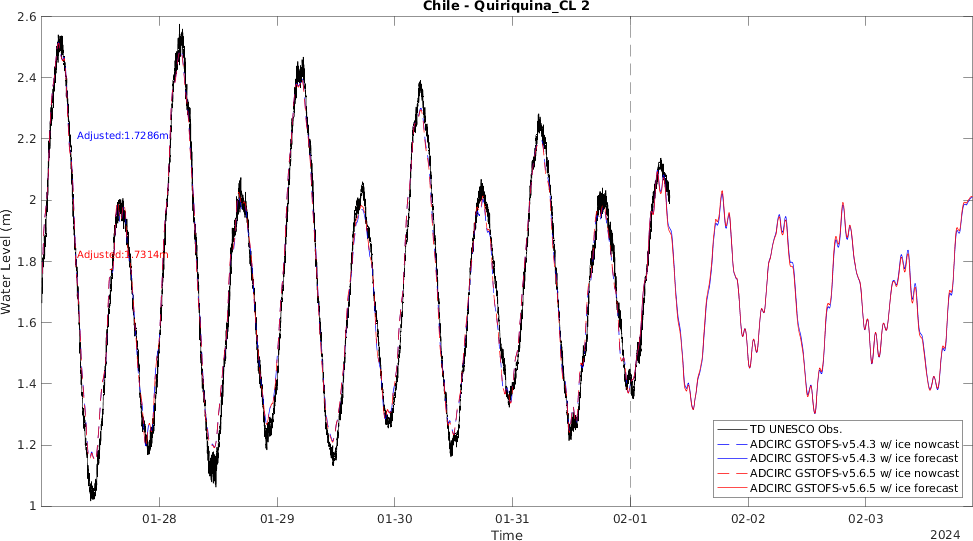 Chile - Quiriquina_CL 2
2.6
2.4
2.2
2
1.8
1.6
1.4
1.2
1
Water Level (m)
Adjusted:1.7286m
Adjusted:1.7314m
TD UNESCO Obs.
ADCIRC GSTOFS-v5.4.3 w/ ice nowcast
ADCIRC GSTOFS-v5.4.3 w/ ice forecast
ADCIRC GSTOFS-v5.6.5 w/ ice nowcast
ADCIRC GSTOFS-v5.6.5 w/ ice forecast
01-28 01-29 01-30 01-31 02-01 02-02 02-03
Time
2024